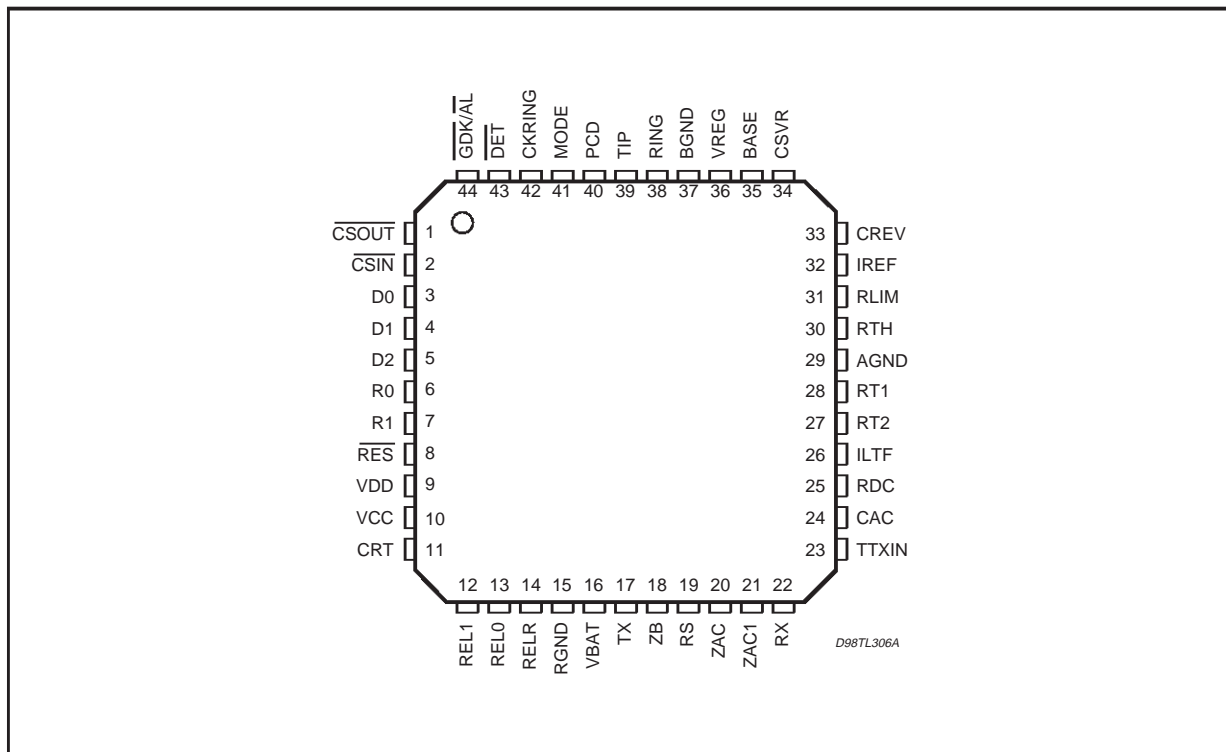 GDK/AL
DET
CKRING
MODE
PCD
TIP
RING
BGND
VREG
BASE
CSVR
44 43 42 41 40 39 38 37 36 35 34
CSOUT 1
CSIN 2
D0 3
D1 4
D2 5
R0 6
R1 7
RES 8
VDD 9
VCC 10
CRT 11
33 CREV
32 IREF
31 RLIM
30 RTH
29 AGND
28 RT1
27 RT2
26 ILTF
25 RDC
24 CAC
23 TTXIN
12 13 14 15 16 17 18 19 20 21 22
REL1
REL0
RELR
RGND
VBAT
TX
ZB
RS
ZAC
ZAC1
RX
D98TL306A